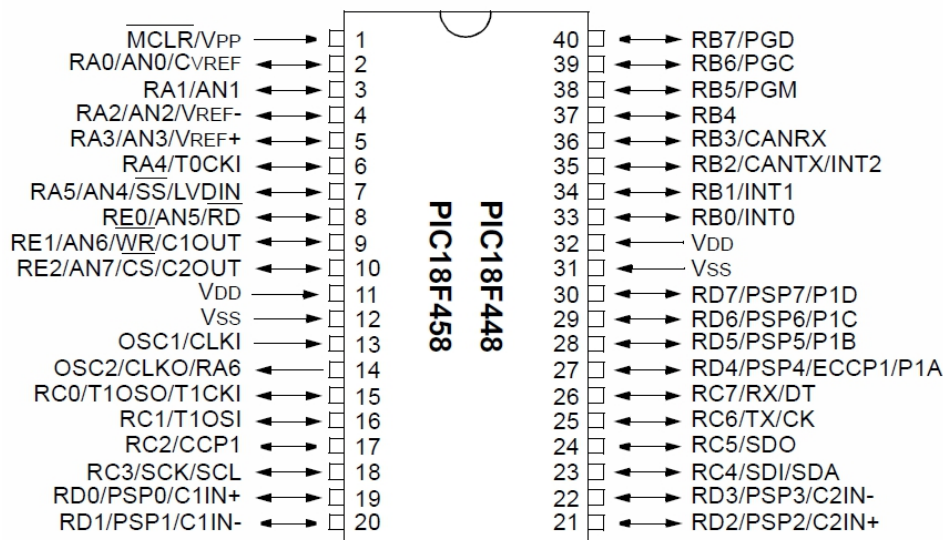 MCLR/VPP 1 40 RB7/PGD
RA0/AN0/CVREF 2 39 RB6/PGC
RA1/AN1 3 38 RB5/PGM
RA2/AN2/VREF- 4 37 RB4
RA3/AN3/VREF+ 5 36 RB3/CANRX
RA4/T0CKI 6 35 RB2/CANTX/INT2
RA5/AN4/SS/LVDIN 7 34 RB1/INT1
RE0/AN5/RD 8 33 RB0/INT0
RE1/AN6/WR/C1OUT 9 32 VDD
RE2/AN7/CS/C2OUT 10 31 VSS
VDD 11 30 RD7/PSP7/P1D
VSS 12 29 RD6/PSP6/P1C
OSC1/CLKI 13 28 RD5/PSP5/P1B
OSC2/CLKO/RA6 14 27 RD4/PSP4/ECCP1/P1A
RC0/T1OSO/T1CKI 15 26 RC7/RX/DT
RC1/T1OSI 16 25 RC6/TX/CK
RC2/CCP1 17 24 RC5/SDO
RC3/SCK/SCL 18 23 RC4/SDI/SDA
RD0/PSP0/C1IN+ 19 22 RD3/PSP3/C2IN-
RD1/PSP1/C1IN- 20 21 RD2/PSP2/C2IN+
PIC18F448
PIC18F458